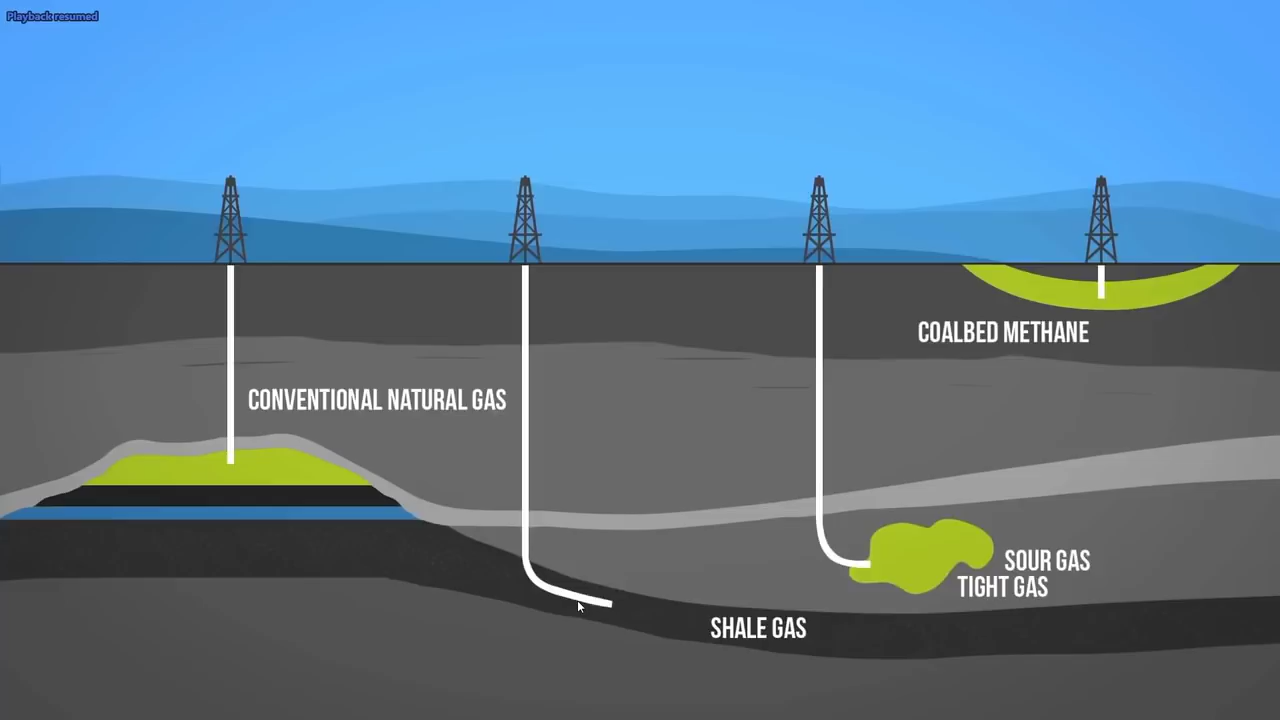 Playback resumed
COALBED METHANE
CONVENTIONAL NATURAL GAS
SOUR GAS
TIGHT GAS
SHALE GAS